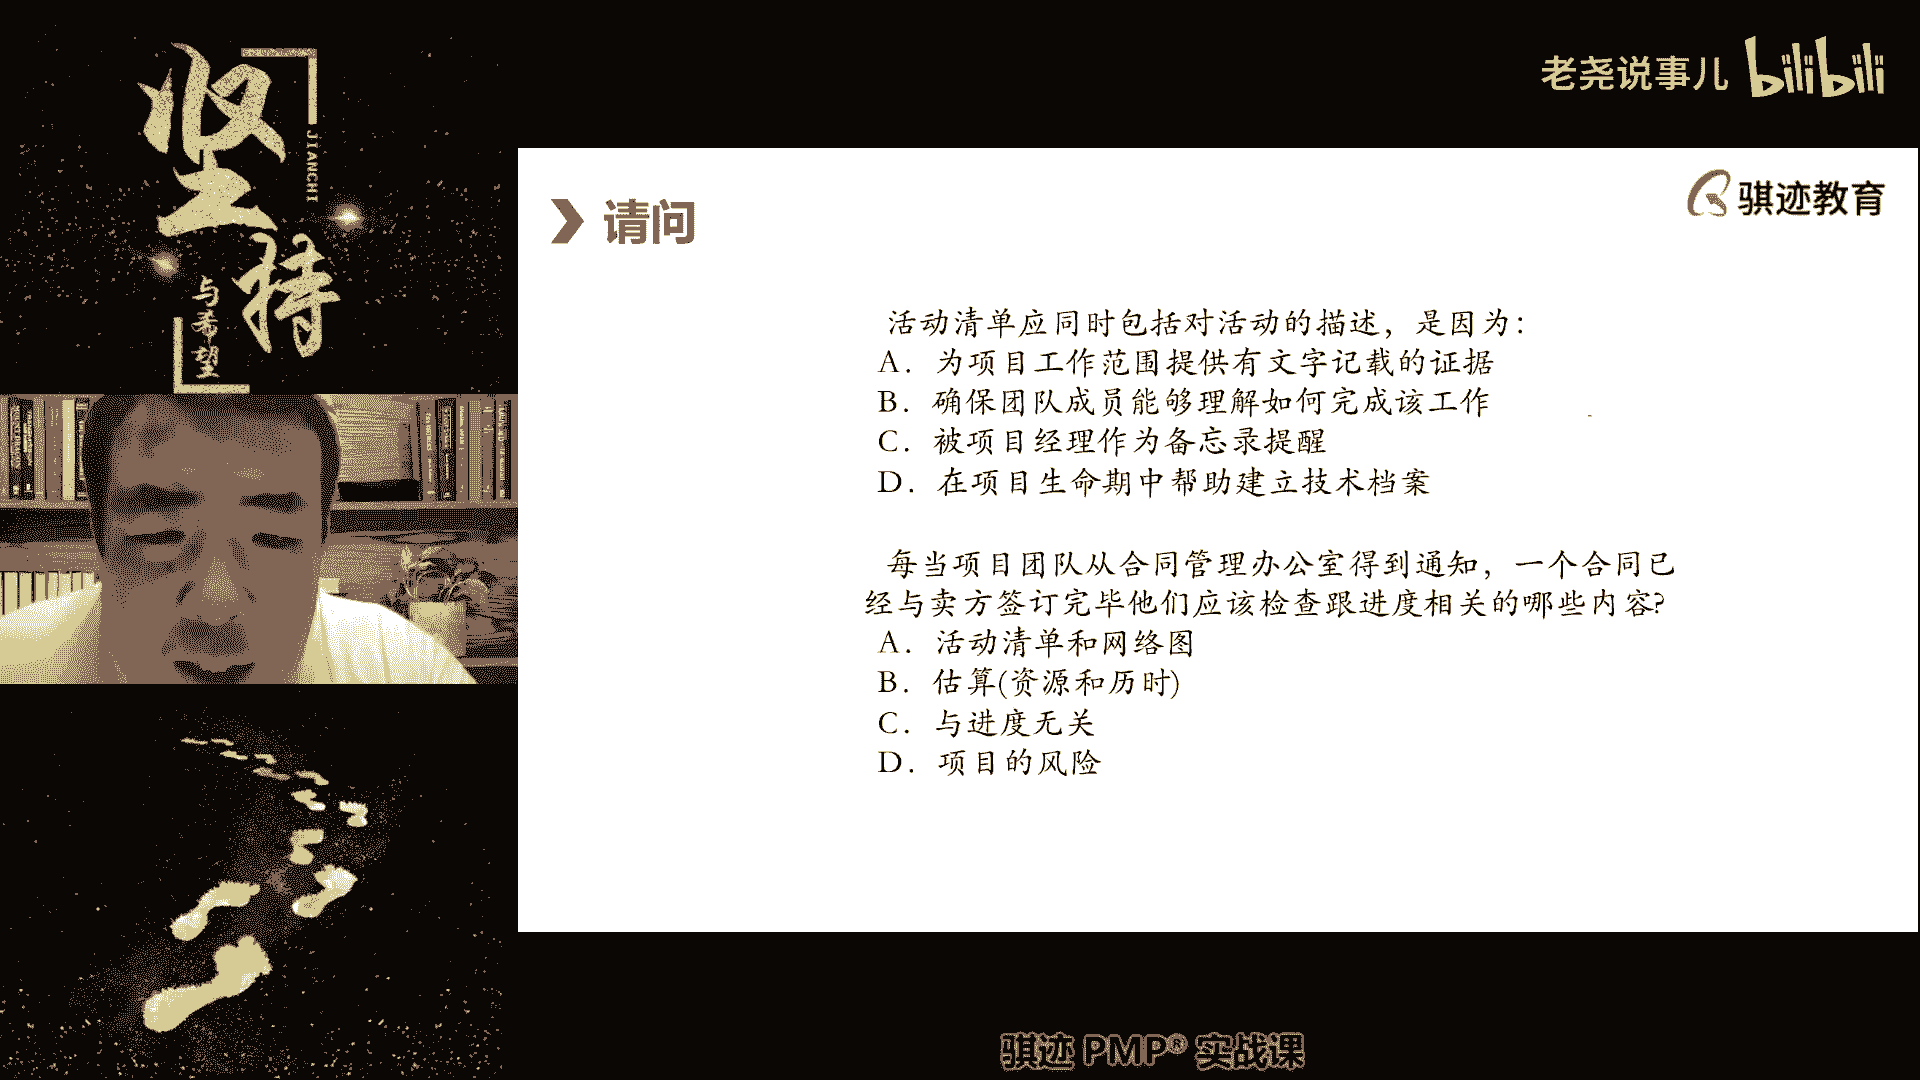 坚持
JIANCHI
与希望
老尧说事儿 bilibili
骐迹教育
请问
活动清单应同时包括对活动的描述，是因为：
A. 为项目工作范围提供有文字记载的证据
B. 确保团队成员能够理解如何完成该工作
C. 被项目经理作为备忘录提醒
D. 在项目生命期中帮助建立技术档案
每当项目团队从合同管理办公室得到通知，一个合同已
经与卖方签订完毕他们应该检查跟进度相关的哪些内容?
A. 活动清单和网络图
B. 估算(资源和历时)
C. 与进度无关
D. 项目的风险
骐迹 PMP® 实战课